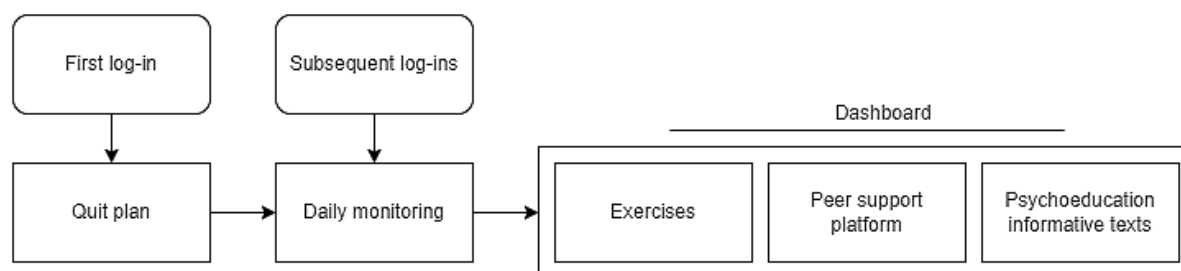 First log-in
Subsequent log-ins
Dashboard
Quit plan
Daily monitoring
Exercises
Peer support
platform
Psychoeducation
informative texts